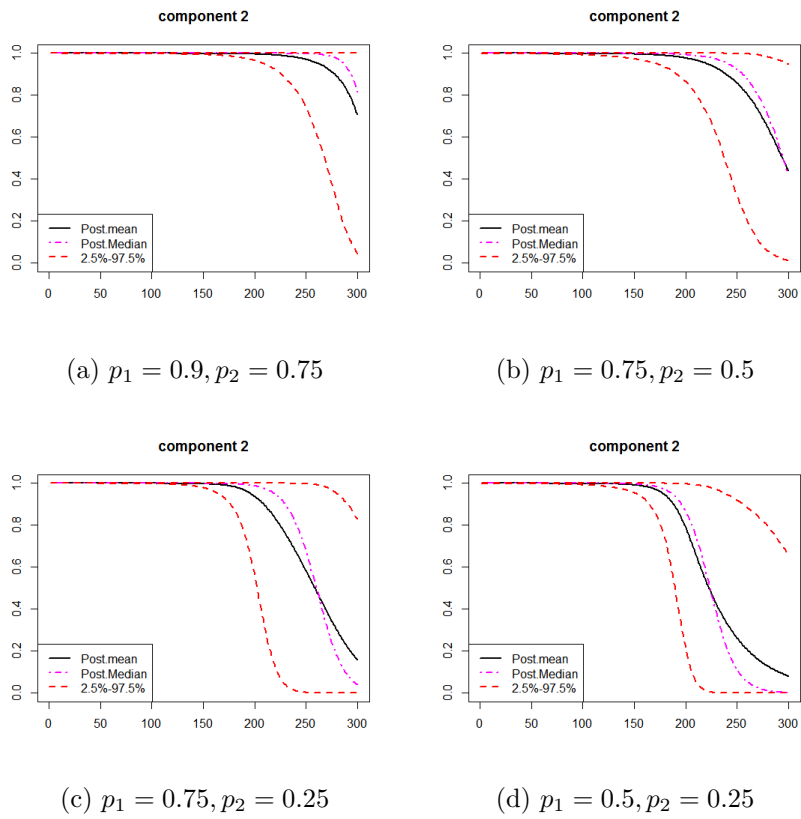 component 2
component 2
1.0
0.8
0.6
0.4
0.2
0.0
Post.mean
Post.Median
2.5%-97.5%
0 50 100 150 200 250 300
1.0
0.8
0.6
0.4
0.2
0.0
Post.mean
Post.Median
2.5%-97.5%
0 50 100 150 200 250 300
(a) p₁ = 0.9, p₂ = 0.75
(b) p₁ = 0.75, p₂ = 0.5
component 2
component 2
1.0
0.8
0.6
0.4
0.2
0.0
Post.mean
Post.Median
2.5%-97.5%
0 50 100 150 200 250 300
1.0
0.8
0.6
0.4
0.2
0.0
Post.mean
Post.Median
2.5%-97.5%
0 50 100 150 200 250 300
(c) p₁ = 0.75, p₂ = 0.25
(d) p₁ = 0.5, p₂ = 0.25